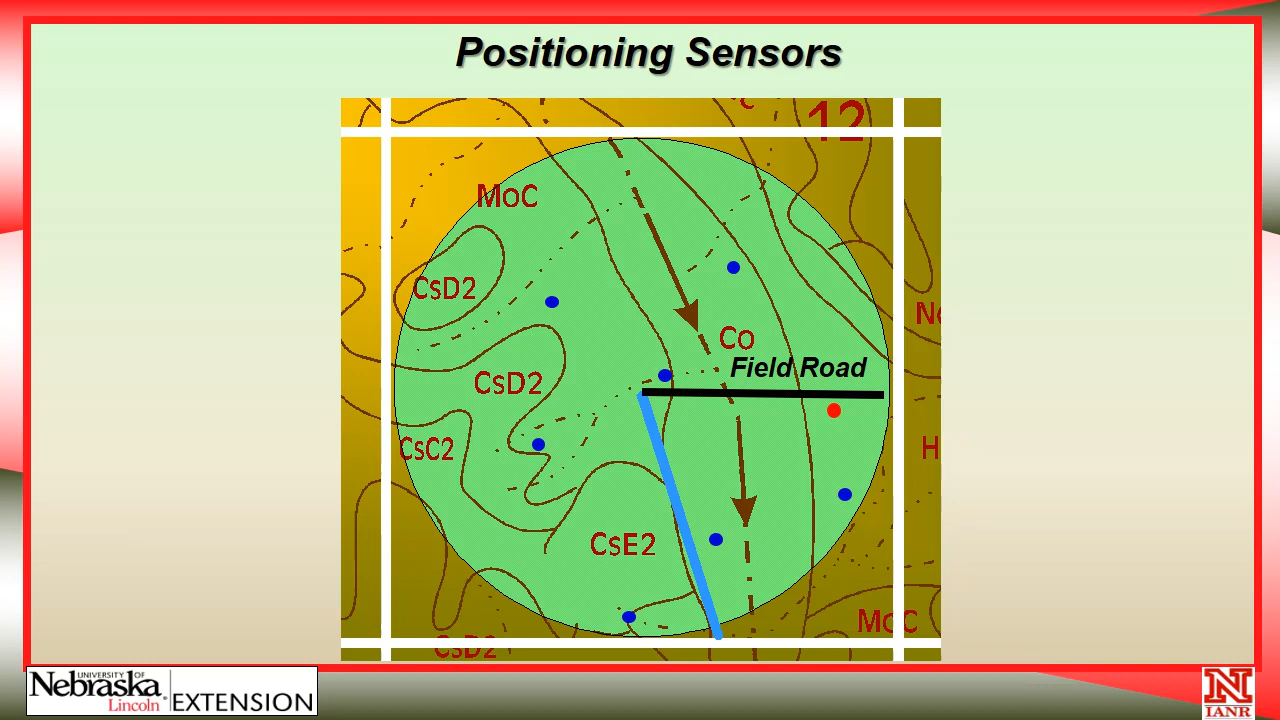 Positioning Sensors
C
12
MoC
CsD2
Co
Field Road
CsD2
CsC2
H
CsE2
MoC
CsD2
UNIVERSITY OF
Nebraska
Lincoln
EXTENSION
N
IANR